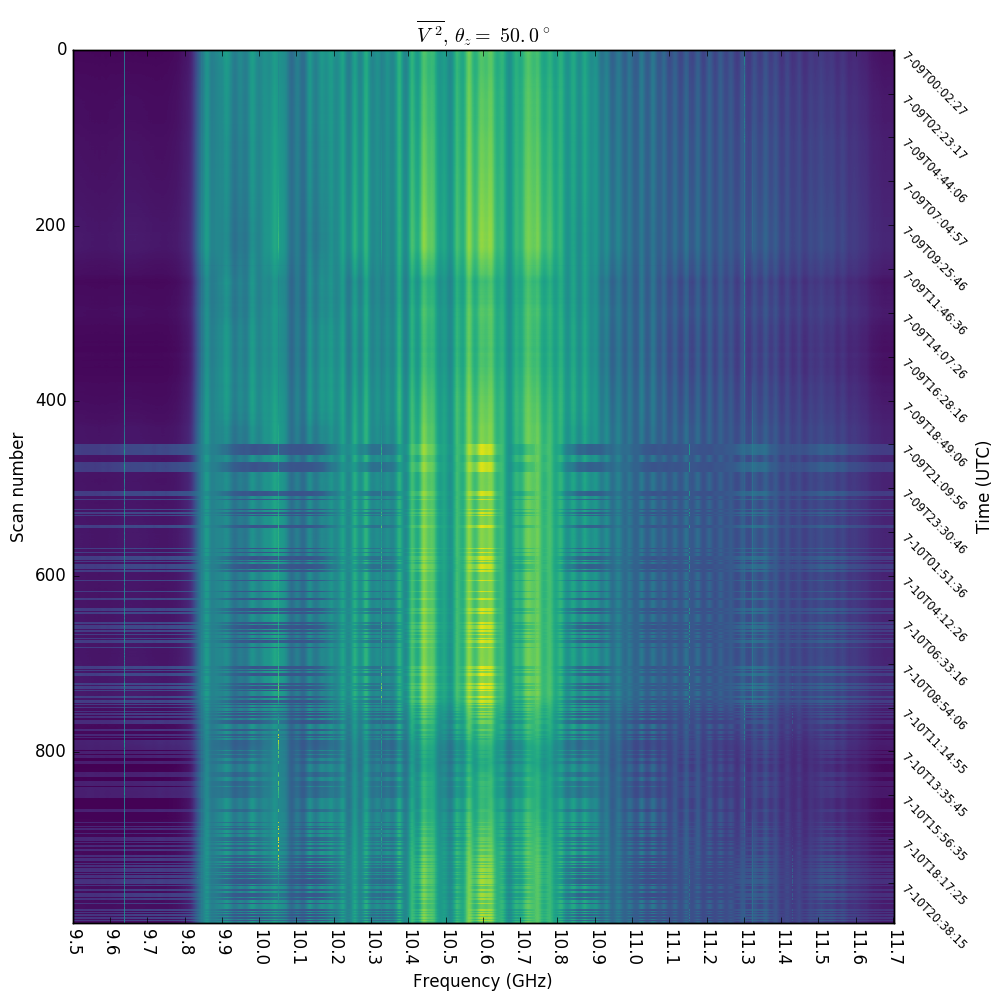 V², θz = 50.0°
0
200
400
600
800
Scan number
9.5 9.6 9.7 9.8 9.9 10.0 10.1 10.2 10.3 10.4 10.5 10.6 10.7 10.8 10.9 11.0 11.1 11.2 11.3 11.4 11.5 11.6 11.7
Frequency (GHz)
7-09T00:02:27
7-09T02:23:17
7-09T04:44:06
7-09T07:04:57
7-09T09:25:46
7-09T11:46:36
7-09T14:07:26
7-09T16:28:16
7-09T18:49:06
7-09T21:09:56
7-09T23:30:46
7-10T01:51:36
7-10T04:12:26
7-10T06:33:16
7-10T08:54:06
7-10T11:14:55
7-10T13:35:45
7-10T15:56:35
7-10T18:17:25
7-10T20:38:15
Time (UTC)